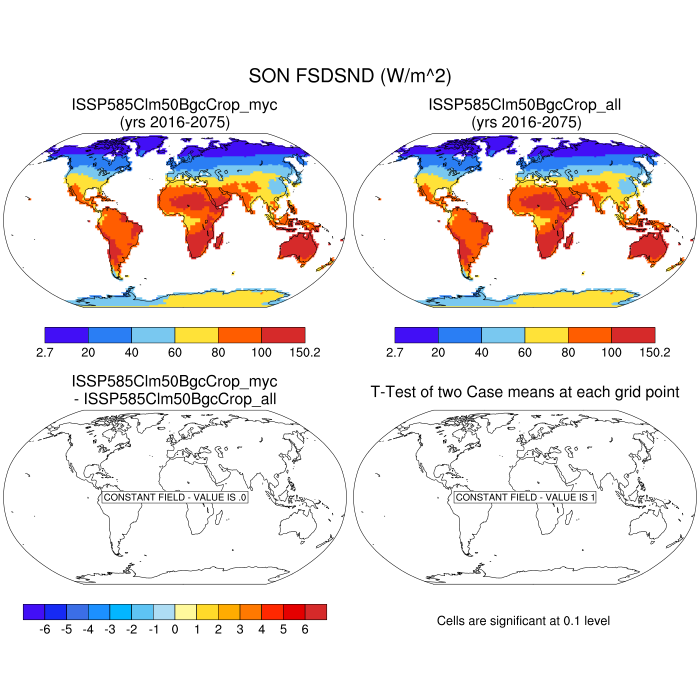 SON FSDSND (W/m^2)
ISSP585Clm50BgcCrop_myc
(yrs 2016-2075)
ISSP585Clm50BgcCrop_all
(yrs 2016-2075)
2.7 20 40 60 80 100 150.2
2.7 20 40 60 80 100 150.2
ISSP585Clm50BgcCrop_myc
- ISSP585Clm50BgcCrop_all
T-Test of two Case means at each grid point
CONSTANT FIELD - VALUE IS .0
CONSTANT FIELD - VALUE IS 1
-6 -5 -4 -3 -2 -1 0 1 2 3 4 5 6
Cells are significant at 0.1 level